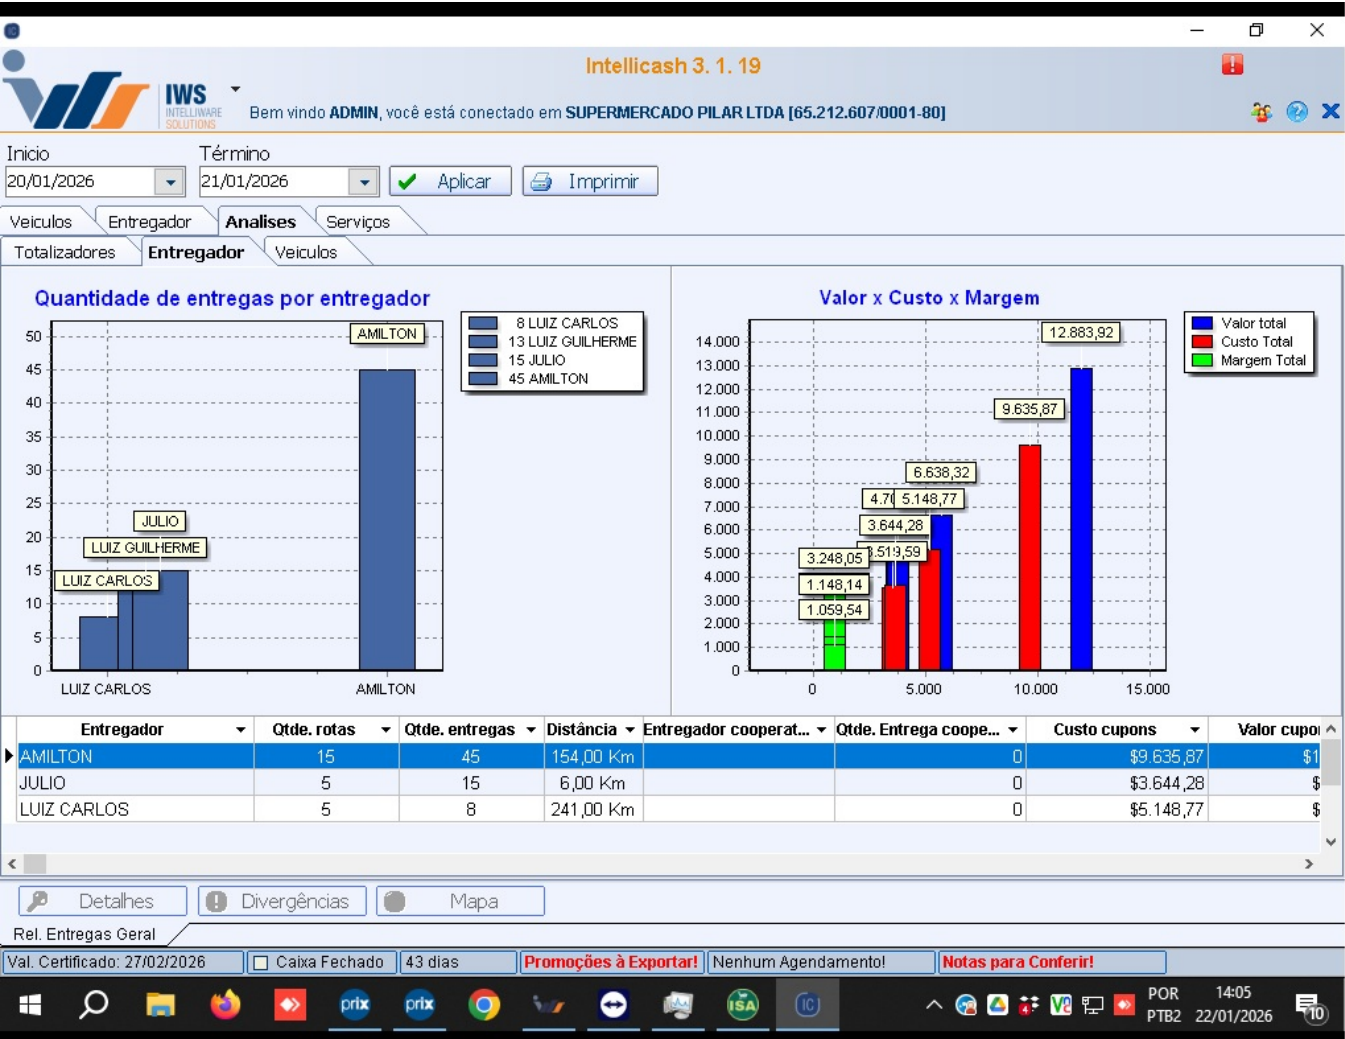 Intellicash 3. 1. 19
IWS
INTELLIWARE
SOLUTIONS
Bem vindo ADMIN, você está conectado em SUPERMERCADO PILAR LTDA [65.212.607/0001-80]
Inicio
Término
20/01/2026
21/01/2026
Aplicar
Imprimir
Veiculos
Entregador
Analises
Serviços
Totalizadores
Entregador
Veiculos
Quantidade de entregas por entregador
50
45
40
35
30
25
20
15
10
5
0
AMILTON
JULIO
LUIZ GUILHERME
LUIZ CARLOS
LUIZ CARLOS
AMILTON
8 LUIZ CARLOS
13 LUIZ GUILHERME
15 JULIO
45 AMILTON
Valor x Custo x Margem
14.000
13.000
12.000
11.000
10.000
9.000
8.000
7.000
6.000
5.000
4.000
3.000
2.000
1.000
0
12.883,92
9.635,87
6.638,32
5.148,77
3.644,28
3.248,05
1.148,14
1.059,54
0
5.000
10.000
15.000
Valor total
Custo Total
Margem Total
Entregador Qtde. rotas Qtde. entregas Distância Entregador cooperat... Qtde. Entrega coope... Custo cupons Valor cupo
AMILTON 15 45 154,00 Km 0 $9.635,87 $1
JULIO 5 15 6,00 Km 0 $3.644,28 $
LUIZ CARLOS 5 8 241,00 Km 0 $5.148,77 $
Detalhes
Divergências
Mapa
Rel. Entregas Geral
Val. Certificado: 27/02/2026
Caixa Fechado
43 dias
Promoções à Exportar!
Nenhum Agendamento!
Notas para Conferir!
prix
prix
ISA
IC
POR
PTB2
14:05
22/01/2026
10